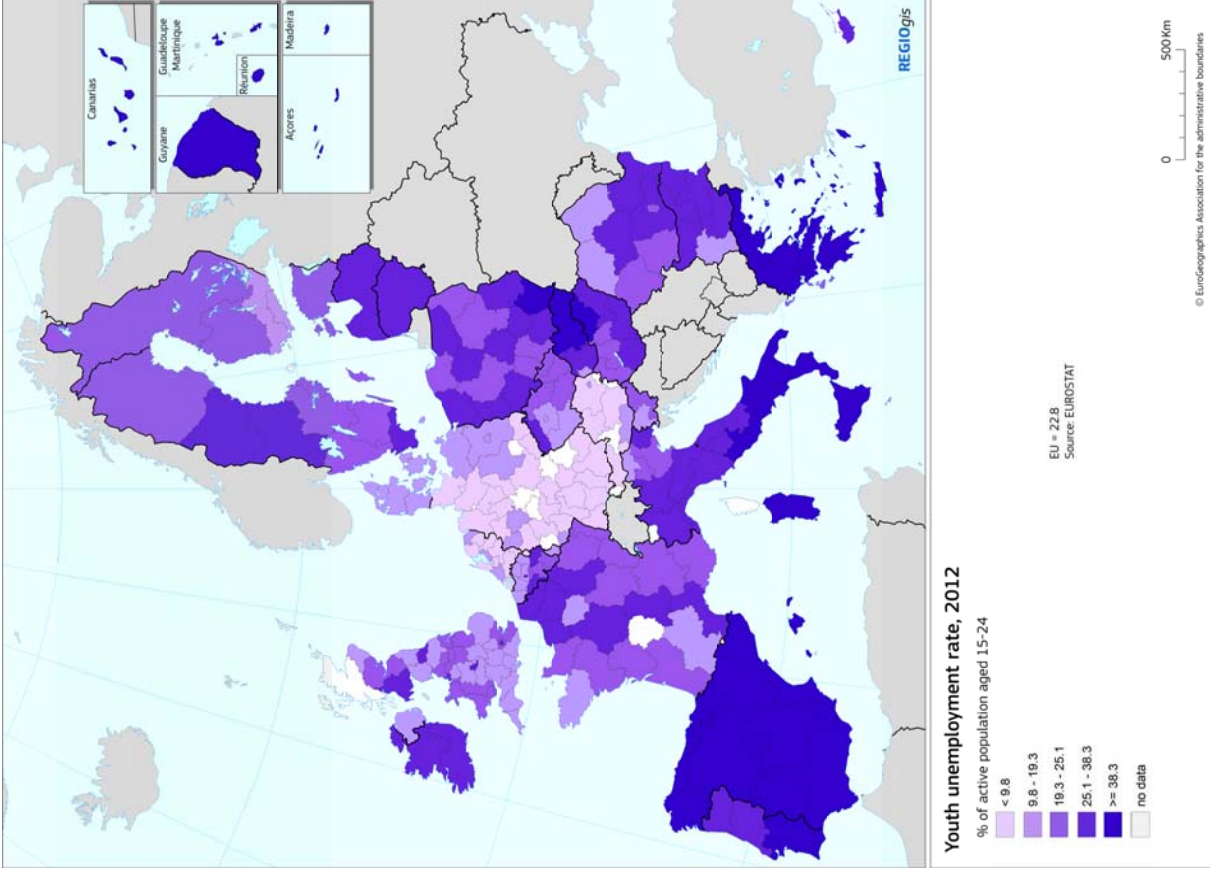 Canarias
Guyane
Guadeloupe
Martinique
Réunion
Açores
Madeira
REGIOgis
Youth unemployment rate, 2012
% of active population aged 15-24
< 9.8
9.8 - 19.3
19.3 - 25.1
25.1 - 38.3
>= 38.3
no data
EU = 22.8
Source: EUROSTAT
0 500 Km
© EuroGeographics Association for the administrative boundaries